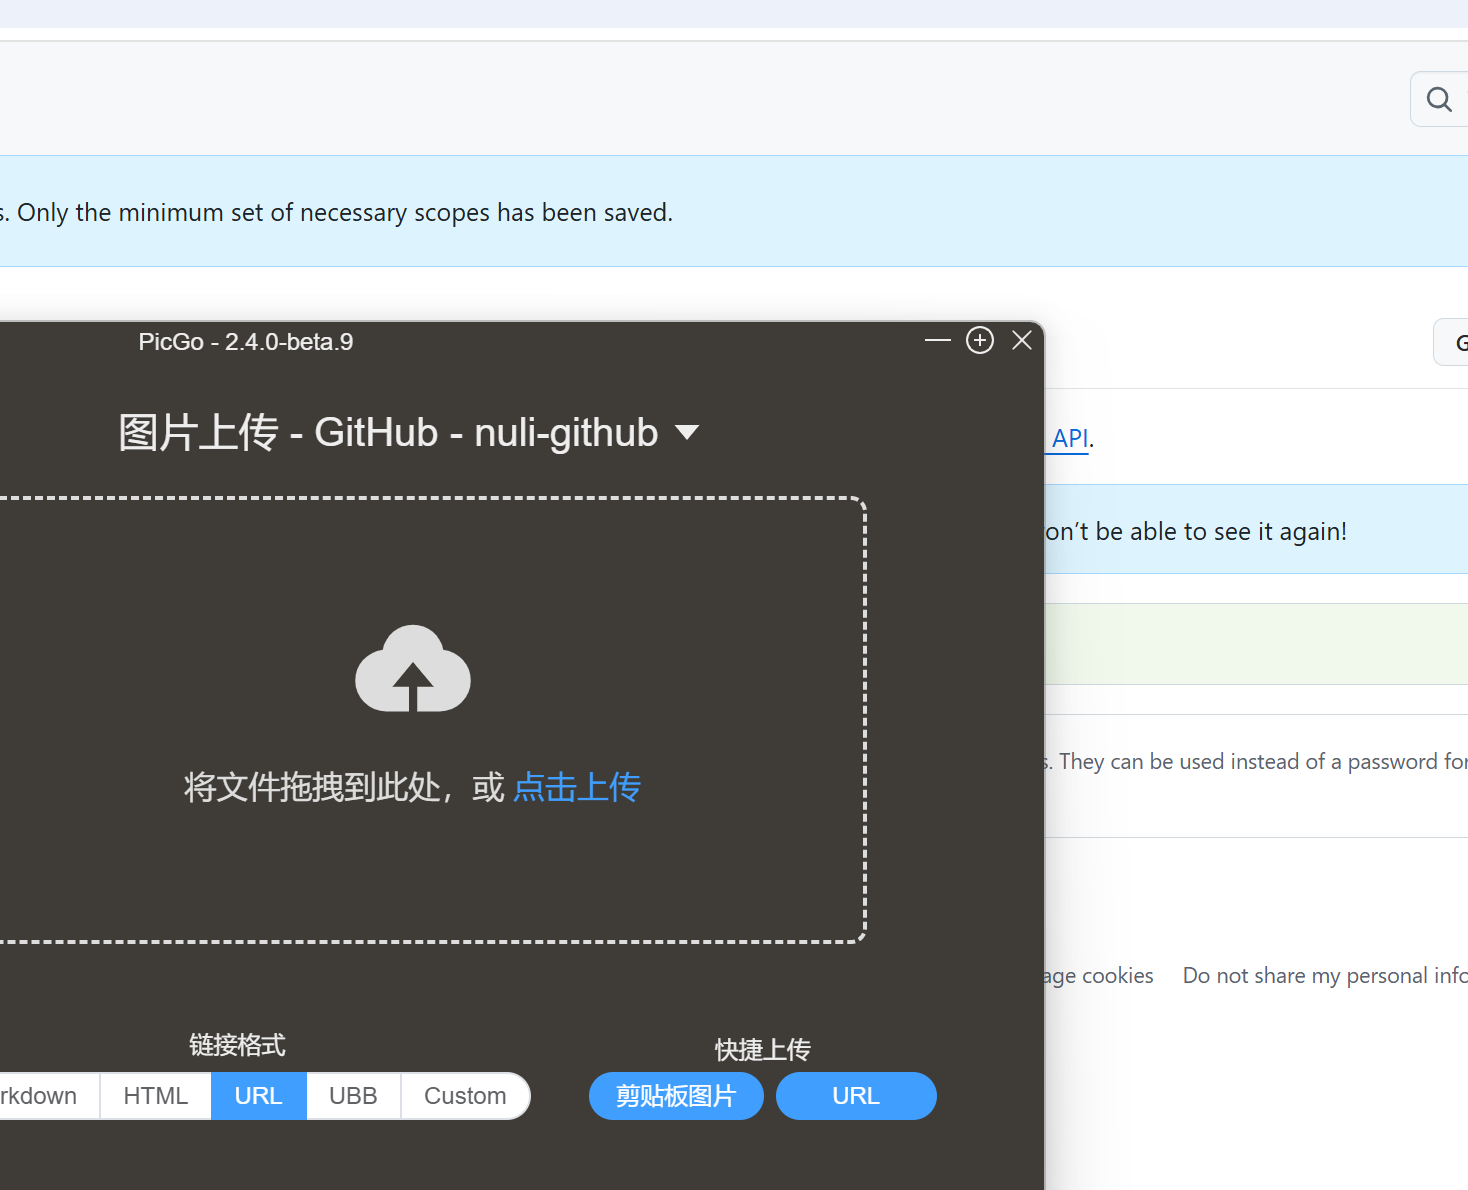 s. Only the minimum set of necessary scopes has been saved.
PicGo - 2.4.0-beta.9
图片上传 - GitHub - nuli-github
API.
on't be able to see it again!
将文件拖拽到此处，或 点击上传
s. They can be used instead of a password for
age cookies Do not share my personal info
链接格式
快捷上传
rkdown HTML URL UBB Custom
剪贴板图片 URL